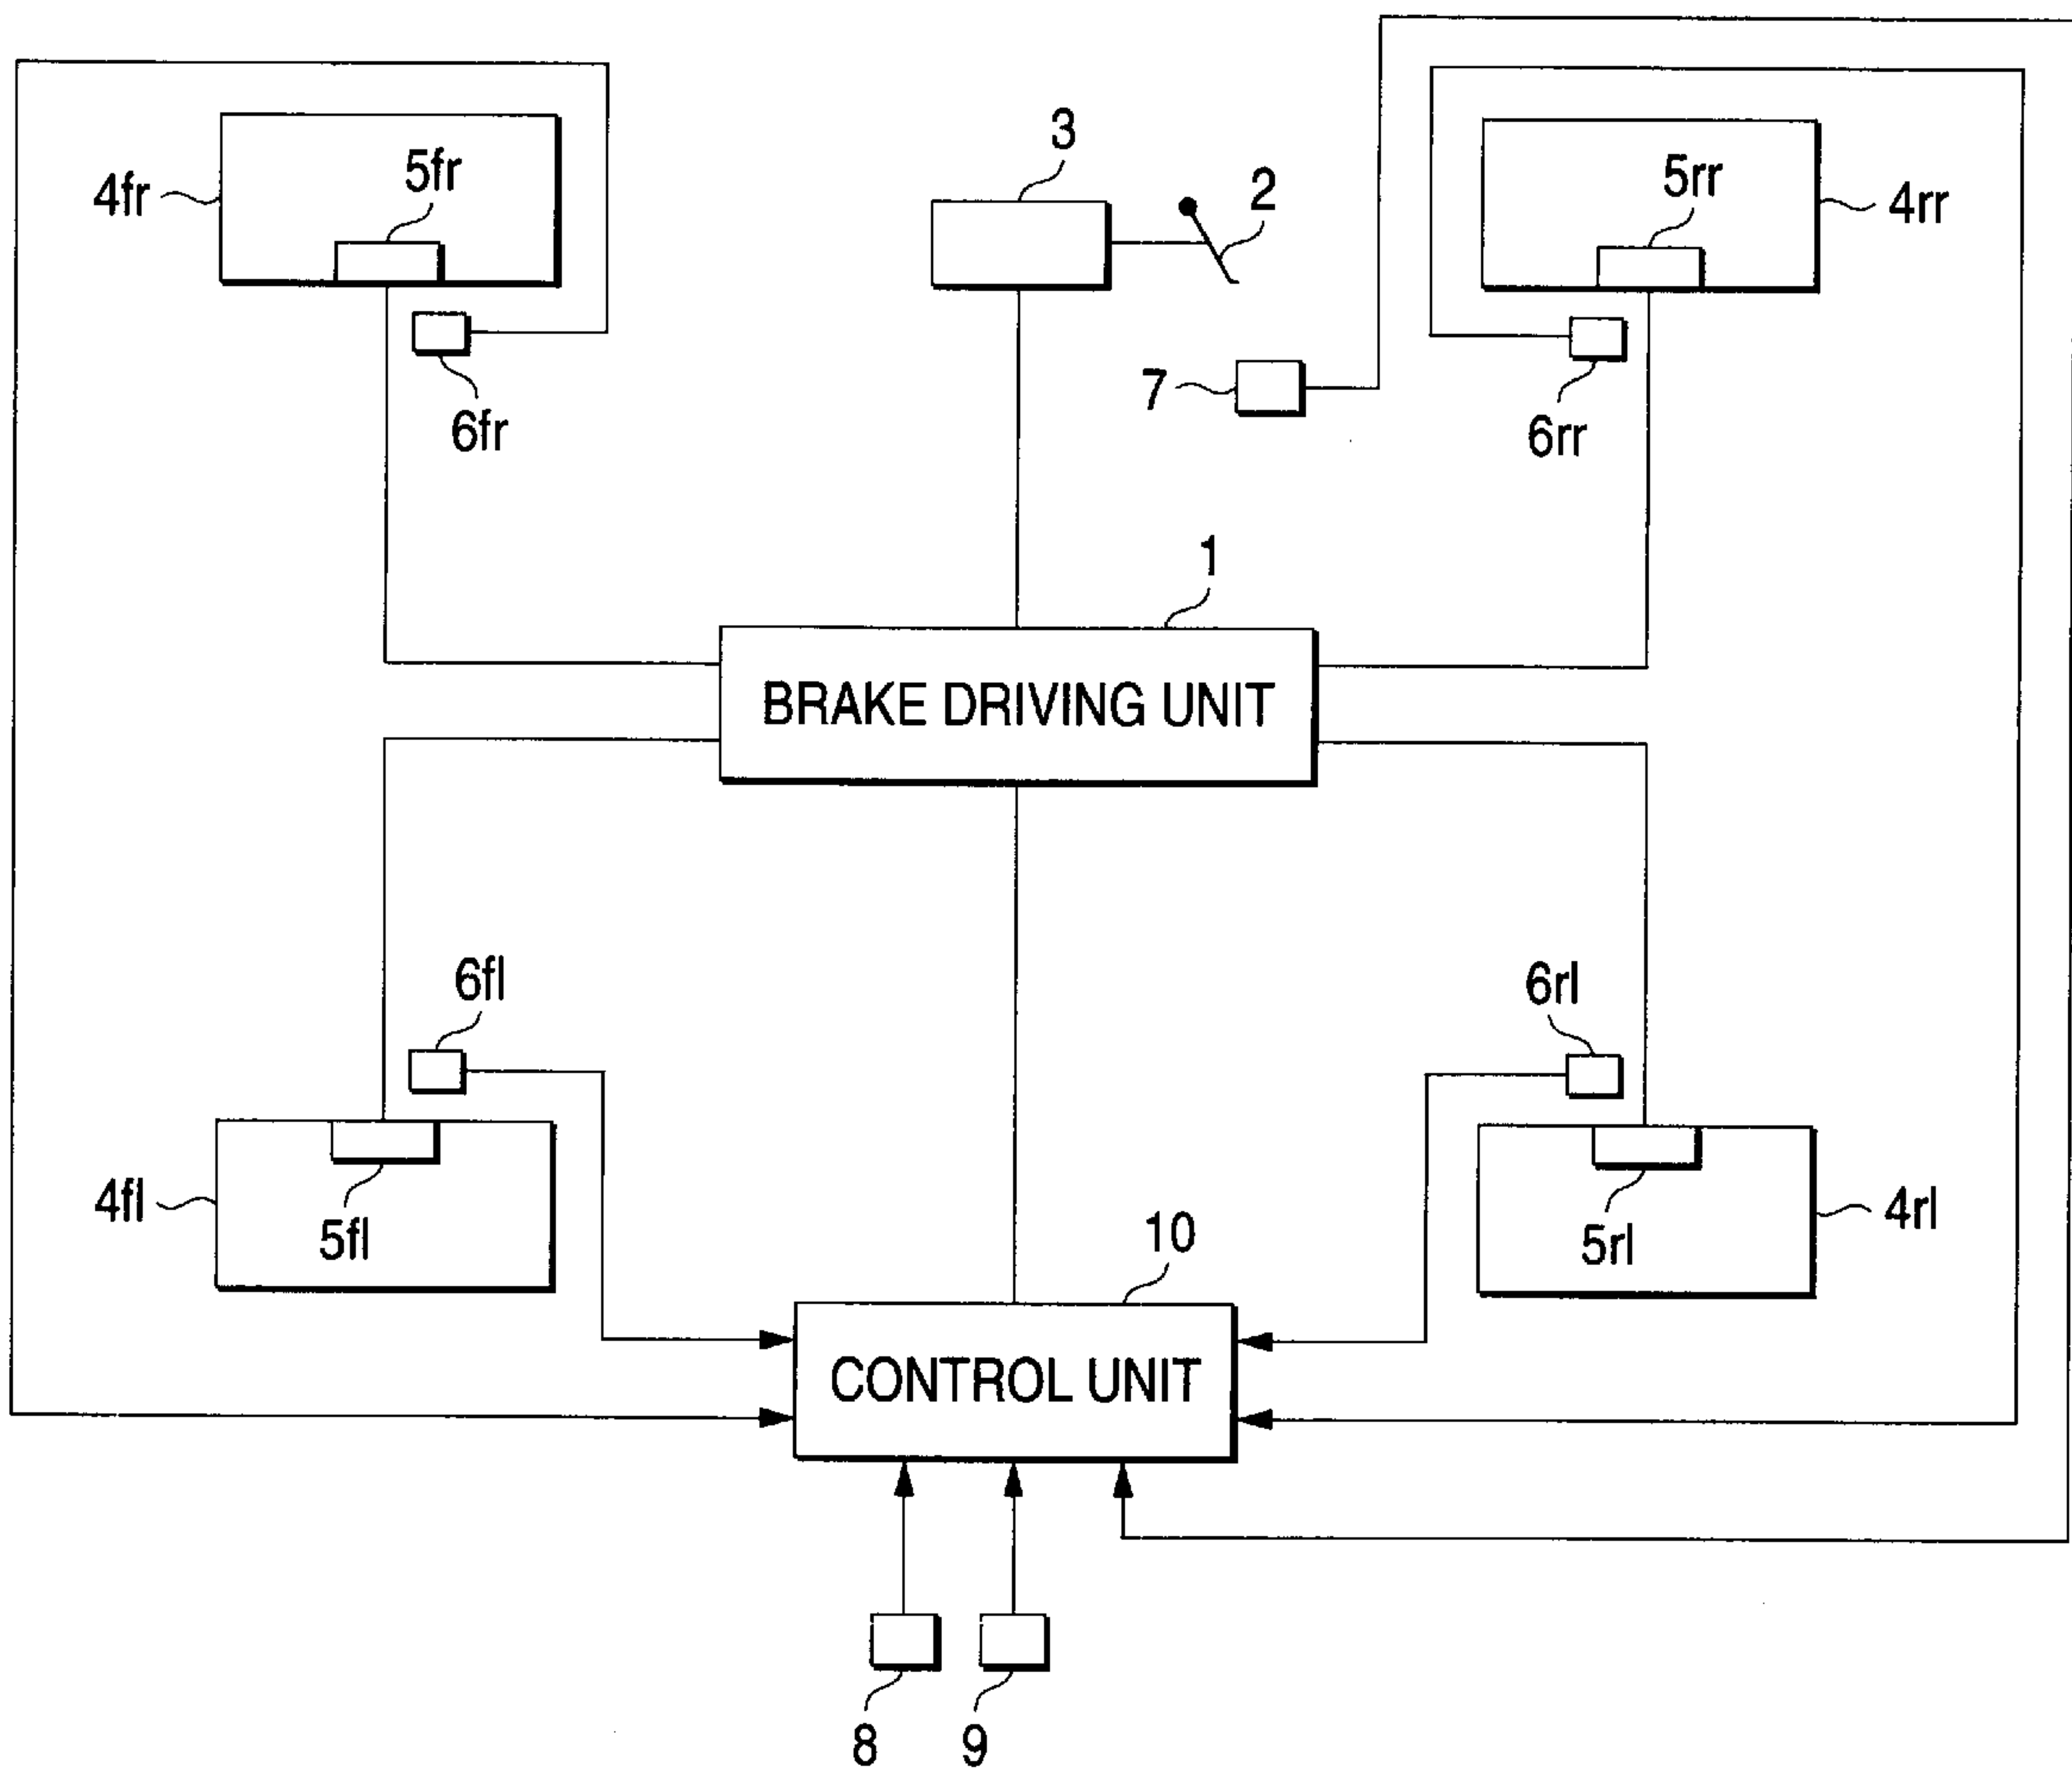 3
5fr
5rr
2
4fr
4rr
7
6fr
6rr
1
BRAKE DRIVING UNIT
6fl
6rl
4fl
4rl
5fl
10
5rl
CONTROL UNIT
8
9